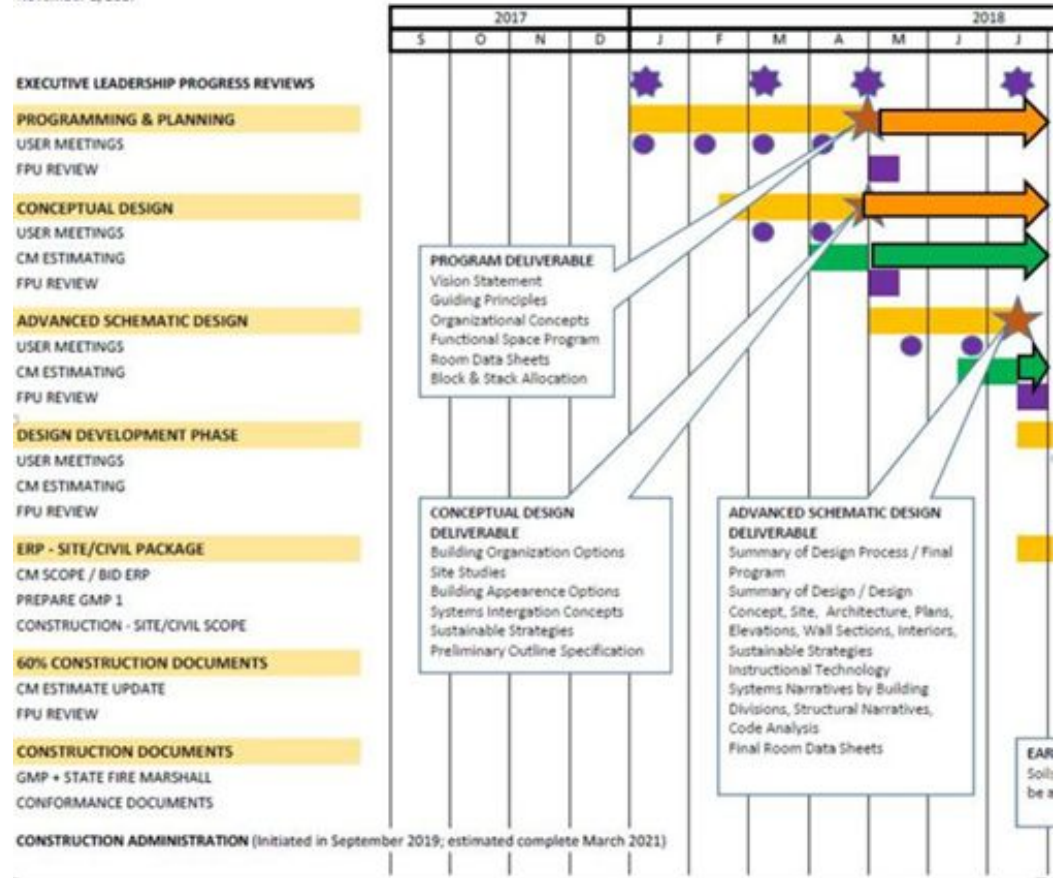 2017 2018
S O N D J F M A M J J
EXECUTIVE LEADERSHIP PROGRESS REVIEWS
PROGRAMMING & PLANNING
USER MEETINGS
FPU REVIEW
CONCEPTUAL DESIGN
USER MEETINGS
CM ESTIMATING
FPU REVIEW
ADVANCED SCHEMATIC DESIGN
USER MEETINGS
CM ESTIMATING
FPU REVIEW
DESIGN DEVELOPMENT PHASE
USER MEETINGS
CM ESTIMATING
FPU REVIEW
ERP - SITE/CIVIL PACKAGE
CM SCOPE / BID ERP
PREPARE GMP 1
CONSTRUCTION - SITE/CIVIL SCOPE
60% CONSTRUCTION DOCUMENTS
CM ESTIMATE UPDATE
FPU REVIEW
CONSTRUCTION DOCUMENTS
GMP + STATE FIRE MARSHALL
CONFORMANCE DOCUMENTS
CONSTRUCTION ADMINISTRATION (Initiated in September 2019; estimated complete March 2021)
PROGRAM DELIVERABLE
Vision Statement
Guiding Principles
Organizational Concepts
Functional Space Program
Room Data Sheets
Block & Stack Allocation
CONCEPTUAL DESIGN
DELIVERABLE
Building Organization Options
Site Studies
Building Appearence Options
Systems Intergation Concepts
Sustainable Strategies
Preliminary Outline Specification
ADVANCED SCHEMATIC DESIGN
DELIVERABLE
Summary of Design Process / Final
Program
Summary of Design / Design
Concept, Site, Architecture, Plans,
Elevations, Wall Sections, Interiors,
Sustainable Strategies
Instructional Technology
Systems Narratives by Building
Divisions, Structural Narratives,
Code Analysis
Final Room Data Sheets
EAR
Soils
be a